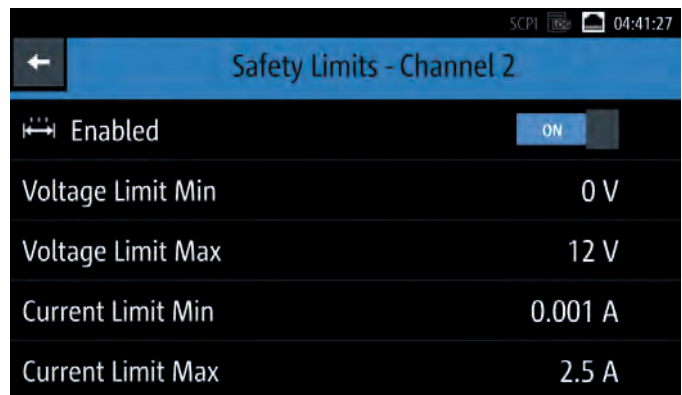 SCPI LOG 04:41:27
Safety Limits - Channel 2
Enabled ON
Voltage Limit Min 0 V
Voltage Limit Max 12 V
Current Limit Min 0.001 A
Current Limit Max 2.5 A